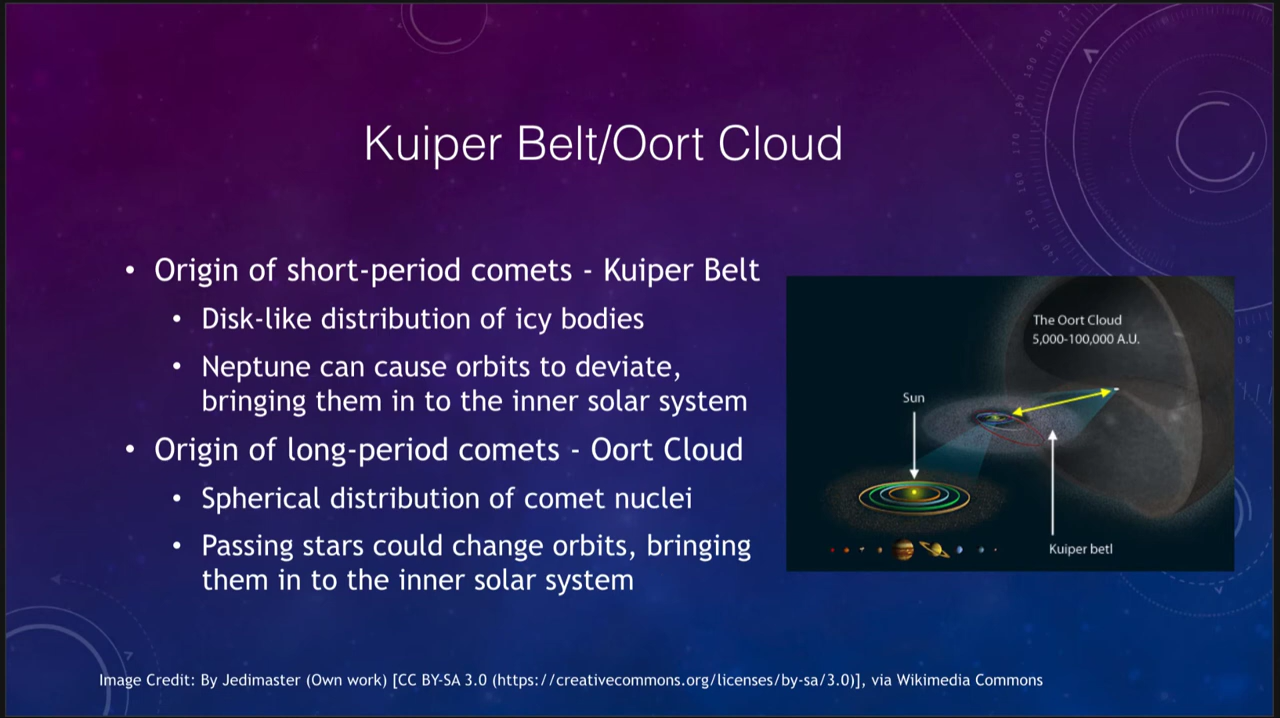 Kuiper Belt/Oort Cloud
• Origin of short-period comets - Kuiper Belt
• Disk-like distribution of icy bodies
• Neptune can cause orbits to deviate,
bringing them in to the inner solar system
• Origin of long-period comets - Oort Cloud
• Spherical distribution of comet nuclei
• Passing stars could change orbits, bringing
them in to the inner solar system
The Oort Cloud
5,000-100,000 A.U.
Sun
Kuiper betl
Image Credit: By Jedimaster (Own work) [CC BY-SA 3.0 (https://creativecommons.org/licenses/by-sa/3.0)], via Wikimedia Commons